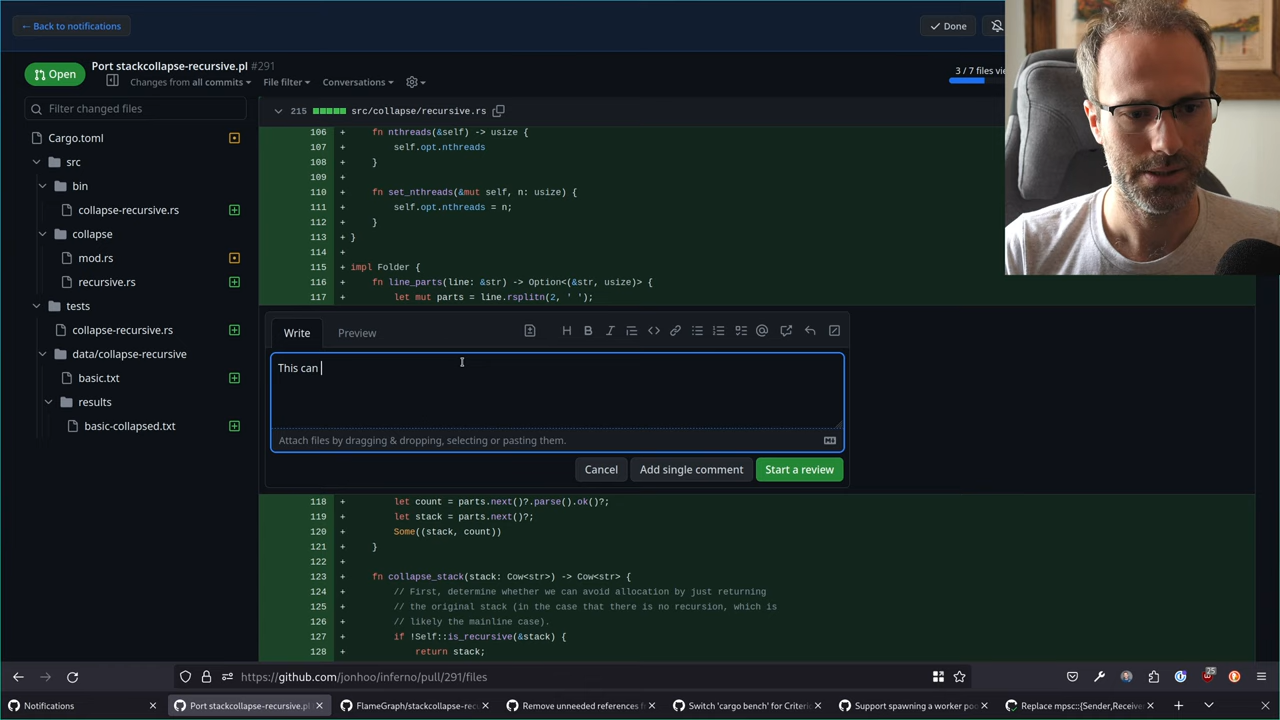 ← Back to notifications
Done
Port stackcollapse-recursive.pl #291
Open
Changes from all commits
File filter
Conversations
3 / 7 files vie
Filter changed files
215 src/collapse/recursive.rs
Cargo.toml
src
bin
collapse-recursive.rs
collapse
mod.rs
recursive.rs
tests
collapse-recursive.rs
data/collapse-recursive
basic.txt
results
basic-collapsed.txt
106 + fn nthreads(&self) -> usize {
107 + self.opt.nthreads
108 + }
109 +
110 + fn set_nthreads(&mut self, n: usize) {
111 + self.opt.nthreads = n;
112 + }
113 + }
114 +
115 + impl Folder {
116 + fn line_parts(line: &str) -> Option<(&str, usize)> {
117 + let mut parts = line.rsplitn(2, ' ');
Write
Preview
This can
Attach files by dragging & dropping, selecting or pasting them.
Cancel
Add single comment
Start a review
118 + let count = parts.next()?.parse().ok()?;
119 + let stack = parts.next()?;
120 + Some((stack, count))
121 + }
122 +
123 + fn collapse_stack(stack: Cow<str>) -> Cow<str> {
124 + // First, determine whether we can avoid allocation by just returning
125 + // the original stack (in the case that there is no recursion, which is
126 + // likely the mainline case).
127 + if !Self::is_recursive(&stack) {
128 + return stack;
https://github.com/jonhoo/inferno/pull/291/files
25
Notifications
Port stackcollapse-recursive.pl
FlameGraph/stackcollapse-rec
Remove unneeded references f
Switch 'cargo bench' for Criteri
Support spawning a worker poo
Replace mpsc::{Sender,Receive